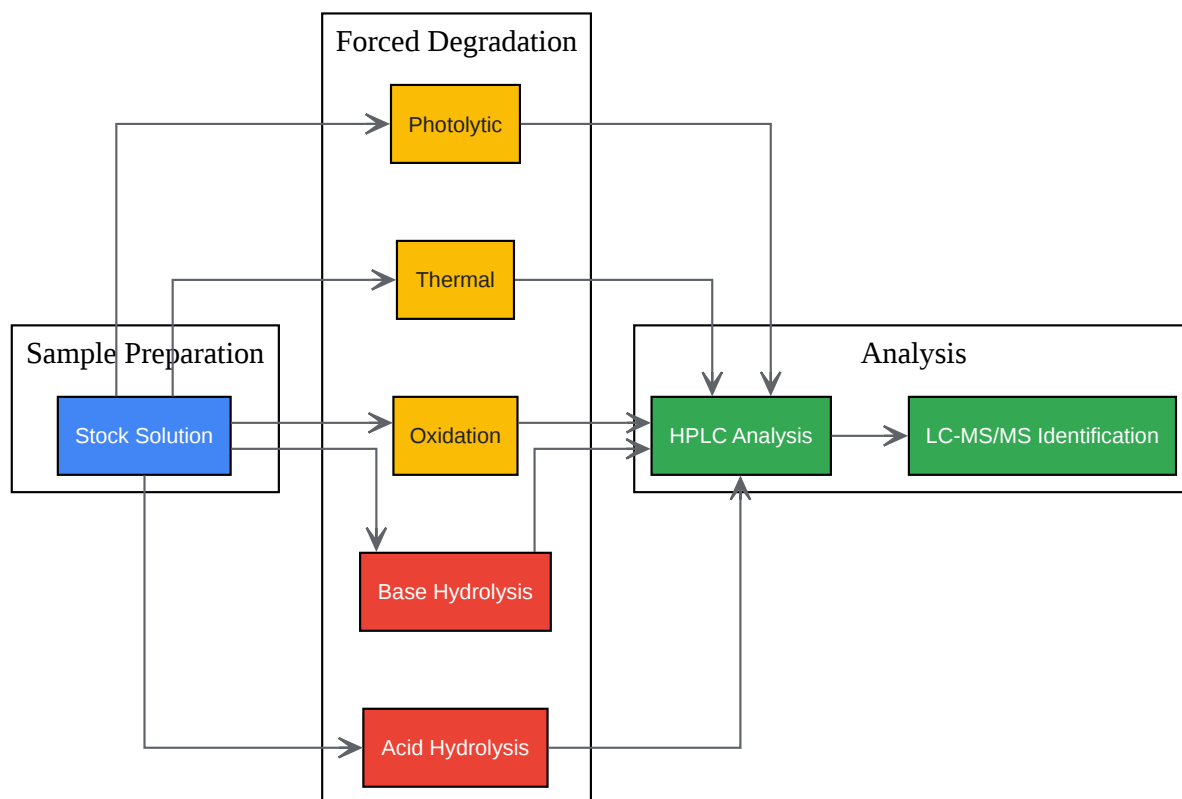 Forced Degradation
Photolytic
Thermal
Sample Preparation
Analysis
Stock Solution
Oxidation
HPLC Analysis
LC-MS/MS Identification
Base Hydrolysis
Acid Hydrolysis